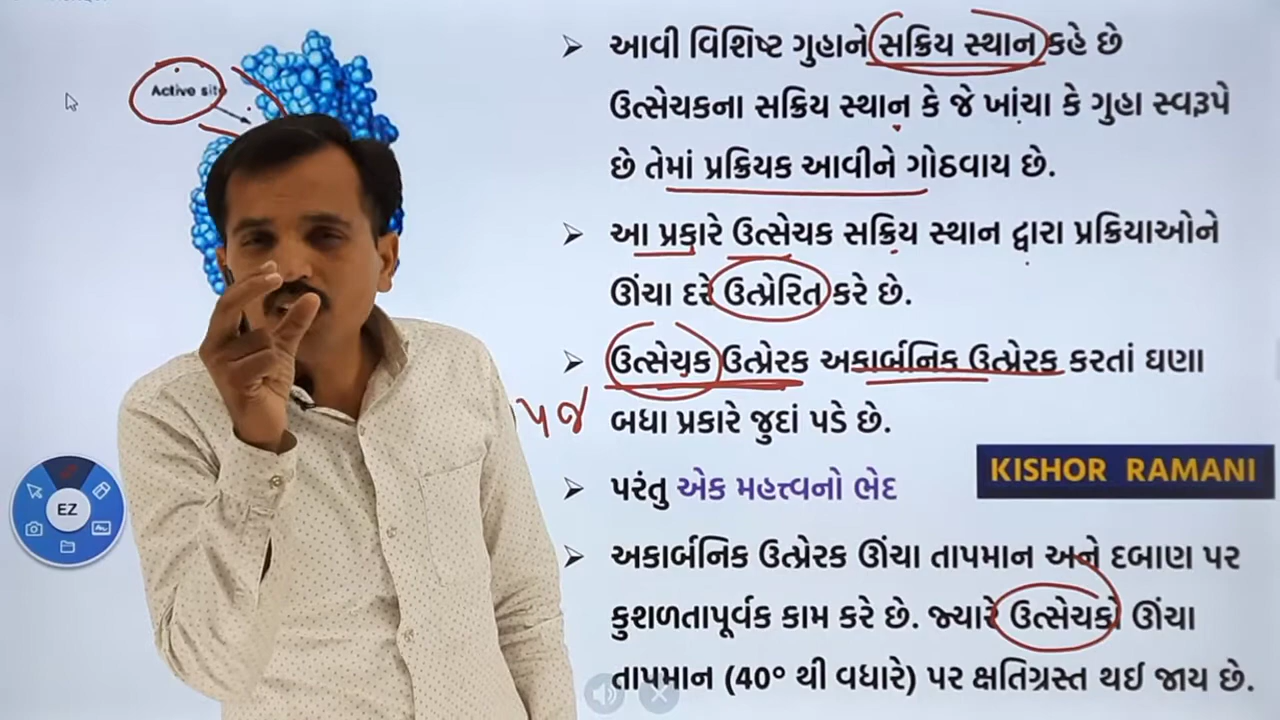 Active site
આવી વિશિષ્ટ ગુહાને સક્રિય સ્થાન કહે છે
ઉત્સેચકના સક્રિય સ્થાન કે જે ખાંચા કે ગુહા સ્વરૂપે
છે તેમાં પ્રક્રિયક આવીને ગોઠવાય છે.
આ પ્રકારે ઉત્સેચક સક્રિય સ્થાન દ્વારા પ્રક્રિયાઓને
ઊંચા દરે ઉત્પ્રેરિત કરે છે.
ઉત્સેચક ઉત્પ્રેરક અકાર્બનિક ઉત્પ્રેરક કરતાં ઘણા
બધા પ્રકારે જુદાં પડે છે.
KISHOR RAMANI
EZ
પરંતુ એક મહત્ત્વનો ભેદ
અકાર્બનિક ઉત્પ્રેરક ઊંચા તાપમાન અને દબાણ પર
કુશળતાપૂર્વક કામ કરે છે. જ્યારે ઉત્સેચકો ઊંચા
તાપમાન (40° થી વધારે) પર ક્ષતિગ્રસ્ત થઈ જાય છે.